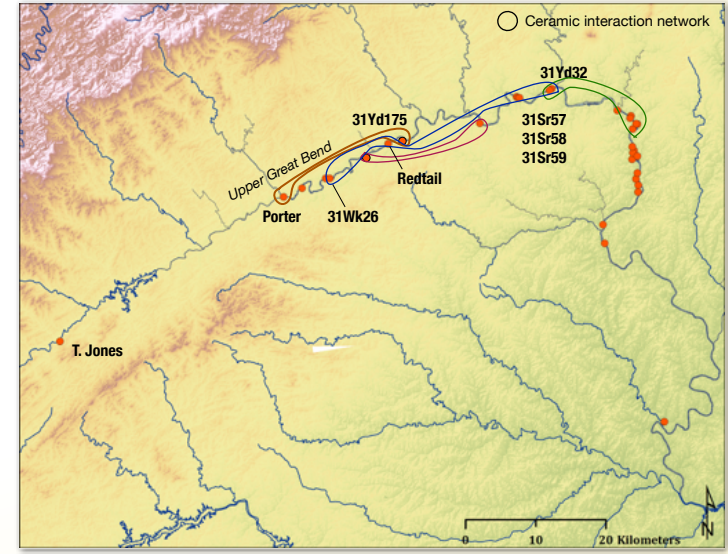 Ceramic interaction network
31Yd32
31Yd175
31Sr57
31Sr58
31Sr59
Upper Great Bend
Redtail
Porter
31Wk26
T. Jones
N
0 10 20 Kilometers